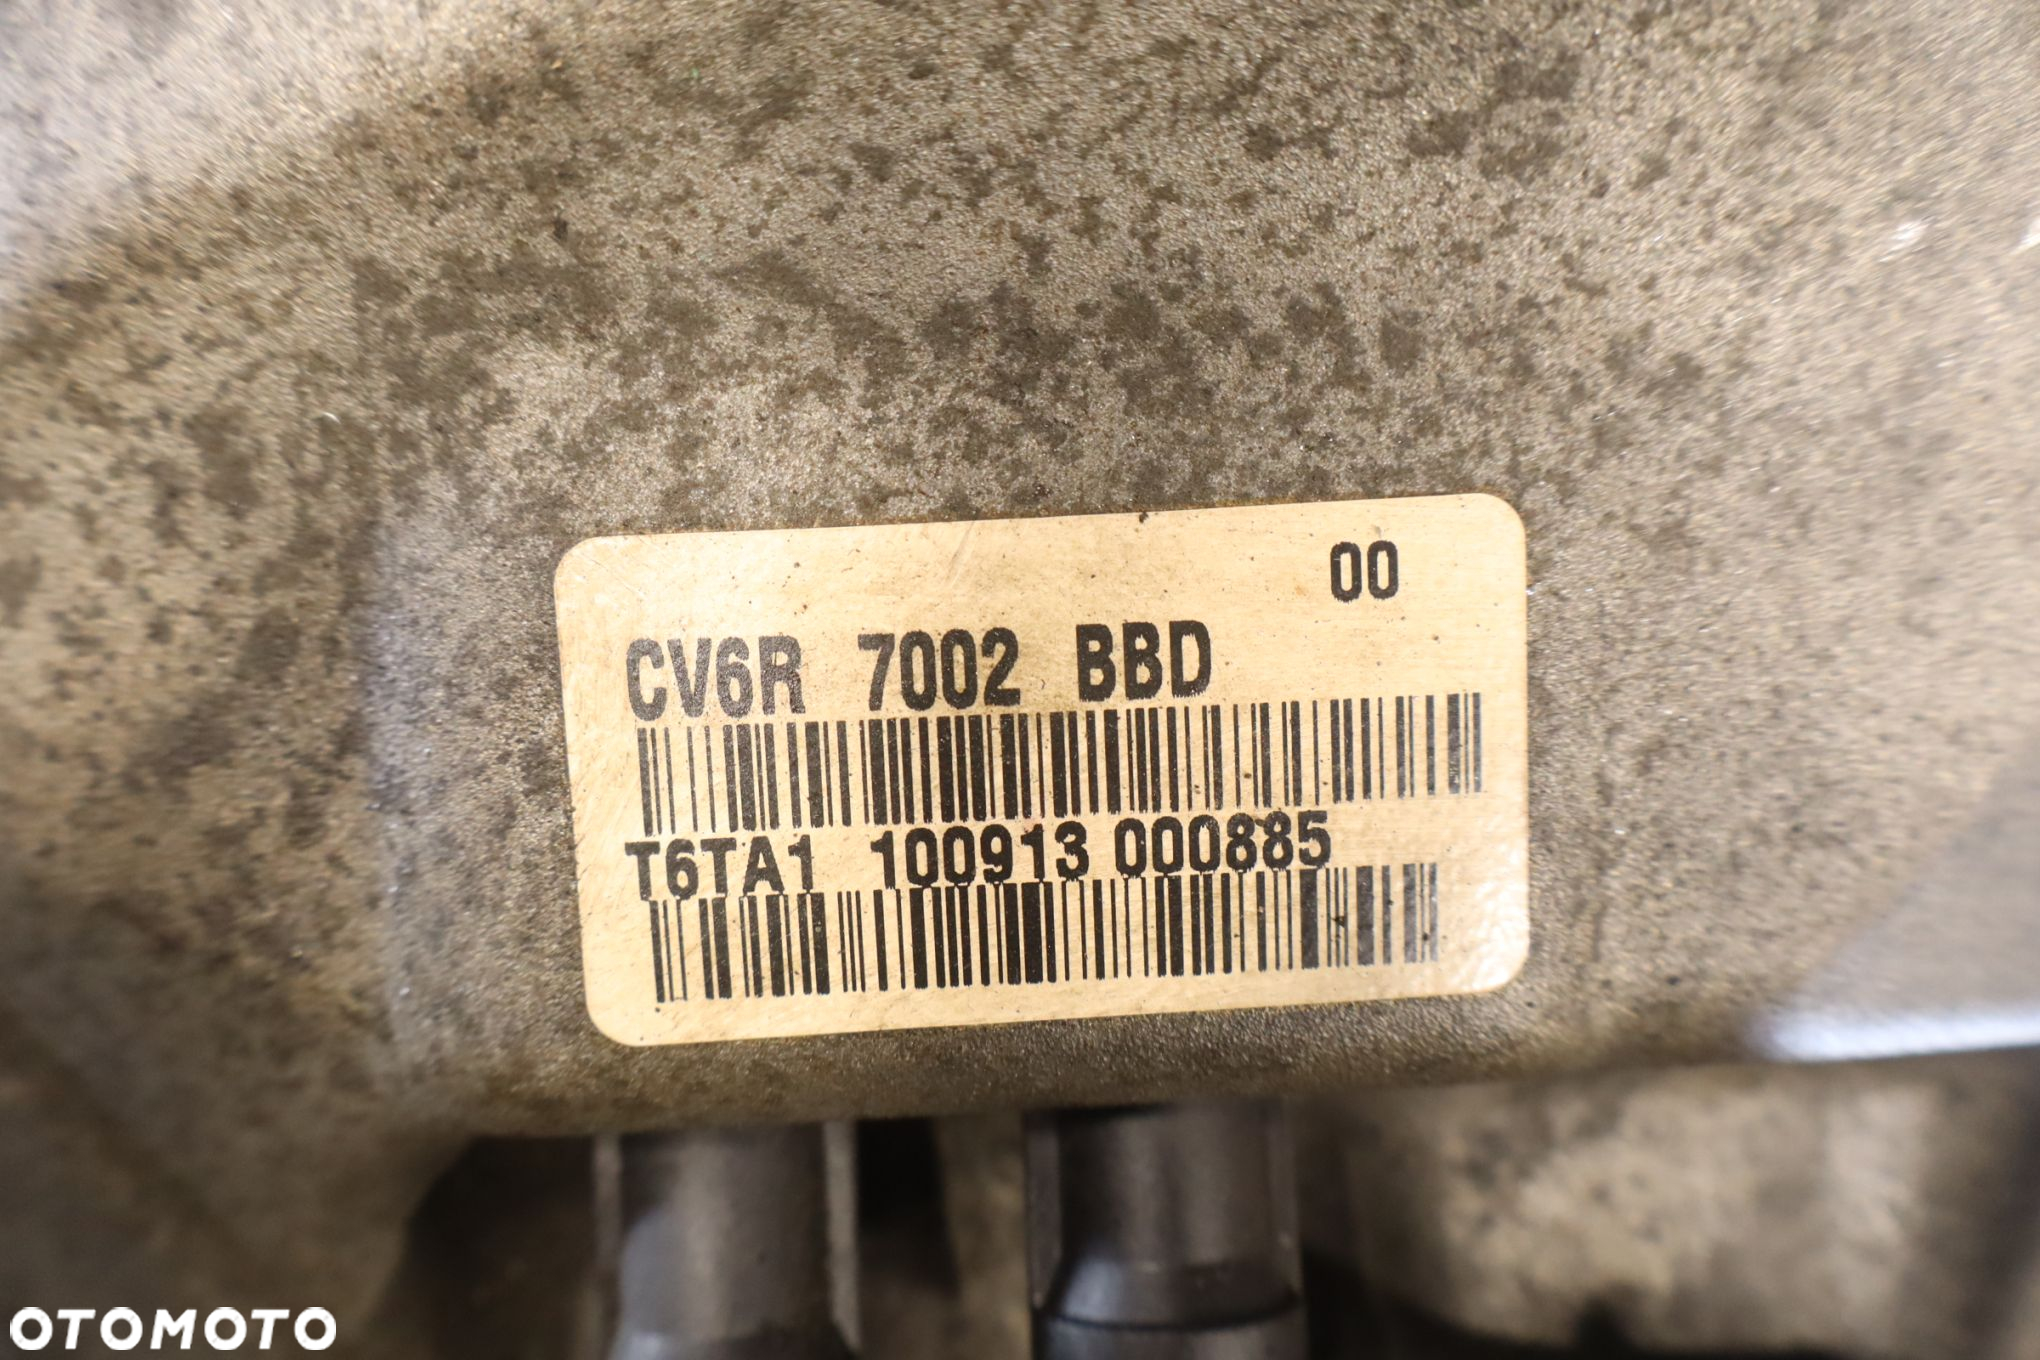 00
CV6R 7002 BBD
T6TA1 100913 000885
OTOMOTO